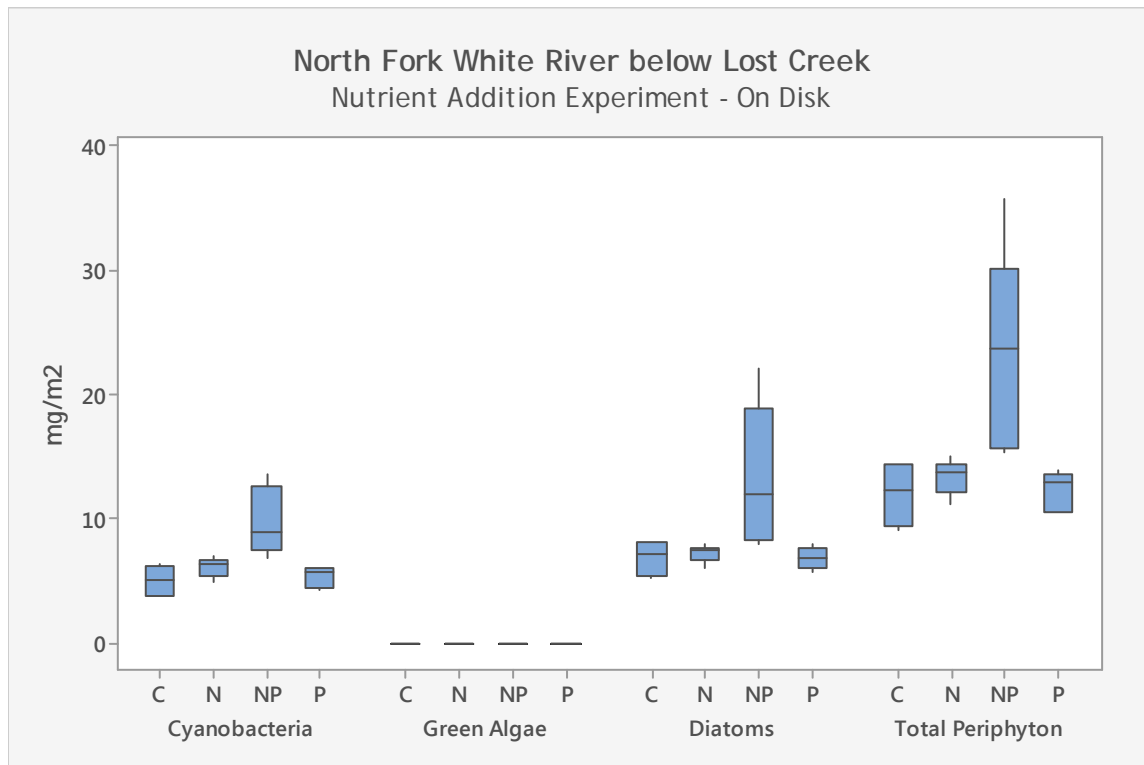 North Fork White River below Lost Creek
Nutrient Addition Experiment - On Disk
40
30
20
10
0
mg/m2
C N NP P C N NP P C N NP P C N NP P
Cyanobacteria Green Algae Diatoms Total Periphyton